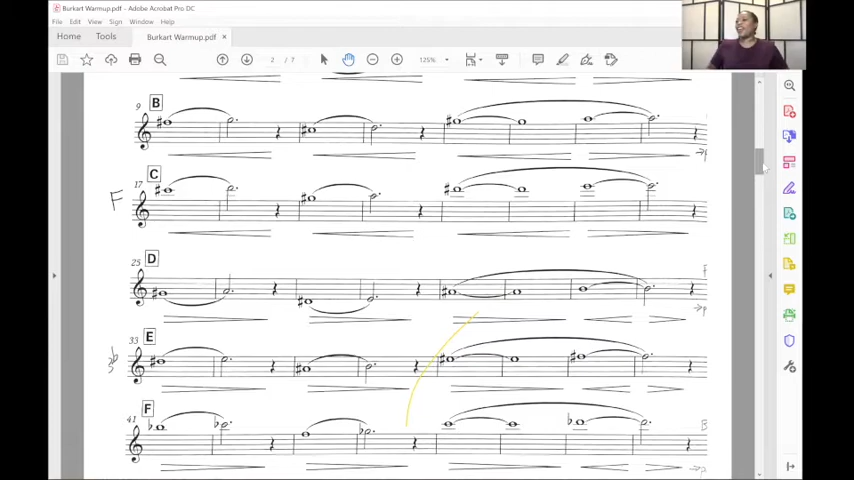 Burkart Warmup.pdf - Adobe Acrobat Pro DC
File Edit View Sign Window Help
Home Tools Burkart Warmup.pdf ×
2 / 7 125%
B
9
p
C
17
F
D
25
p
E
33
F
41
p